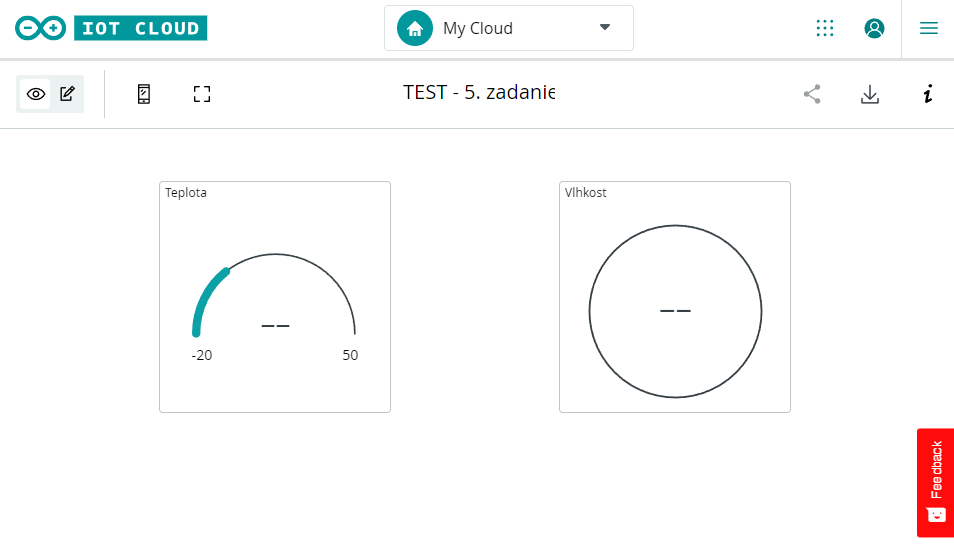 IOT CLOUD
My Cloud
TEST - 5. zadanie
Teplota
--
-20
50
Vlhkost
--
Feedback